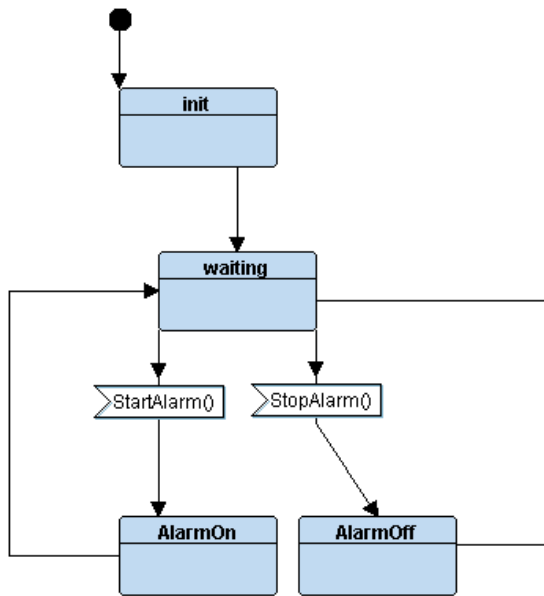 init
waiting
StartAlarm()
StopAlarm()
AlarmOn
AlarmOff